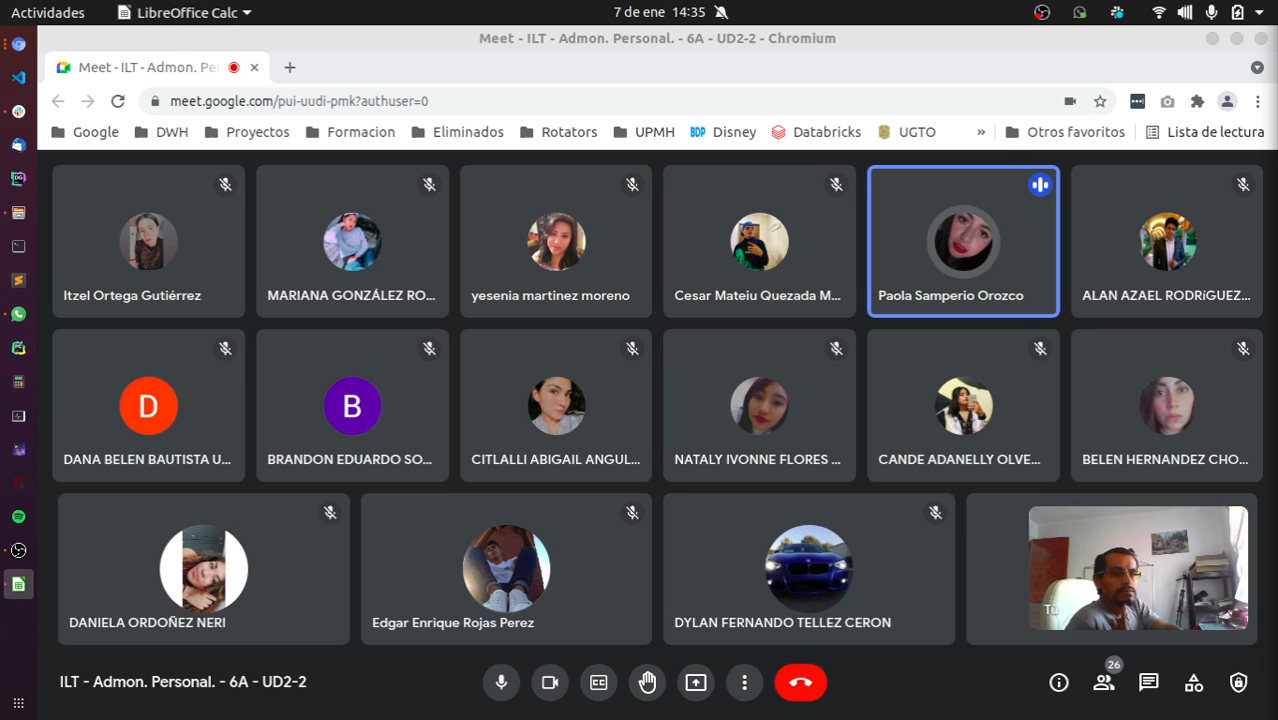 Actividades LibreOffice Calc 7 de ene 14:35
Meet - ILT - Admon. Personal. - 6A - UD2-2 - Chromium
Meet - ILT - Admon. Per
meet.google.com/pui-uudi-pmk?authuser=0
Google DWH Proyectos Formacion Eliminados Rotators UPMH BDP Disney Databricks UGTO » Otros favoritos Lista de lectura
Itzel Ortega Gutiérrez MARIANA GONZÁLEZ RO... yesenia martinez moreno Cesar Mateiu Quezada M... Paola Samperio Orozco ALAN AZAEL RODRíGUEZ...
D B
DANA BELEN BAUTISTA U... BRANDON EDUARDO SO... CITLALLI ABIGAIL ANGUL... NATALY IVONNE FLORES ... CANDE ADANELLY OLVE... BELEN HERNANDEZ CHO...
Tú
DANIELA ORDOÑEZ NERI Edgar Enrique Rojas Perez DYLAN FERNANDO TELLEZ CERON
26
ILT - Admon. Personal. - 6A - UD2-2 CC